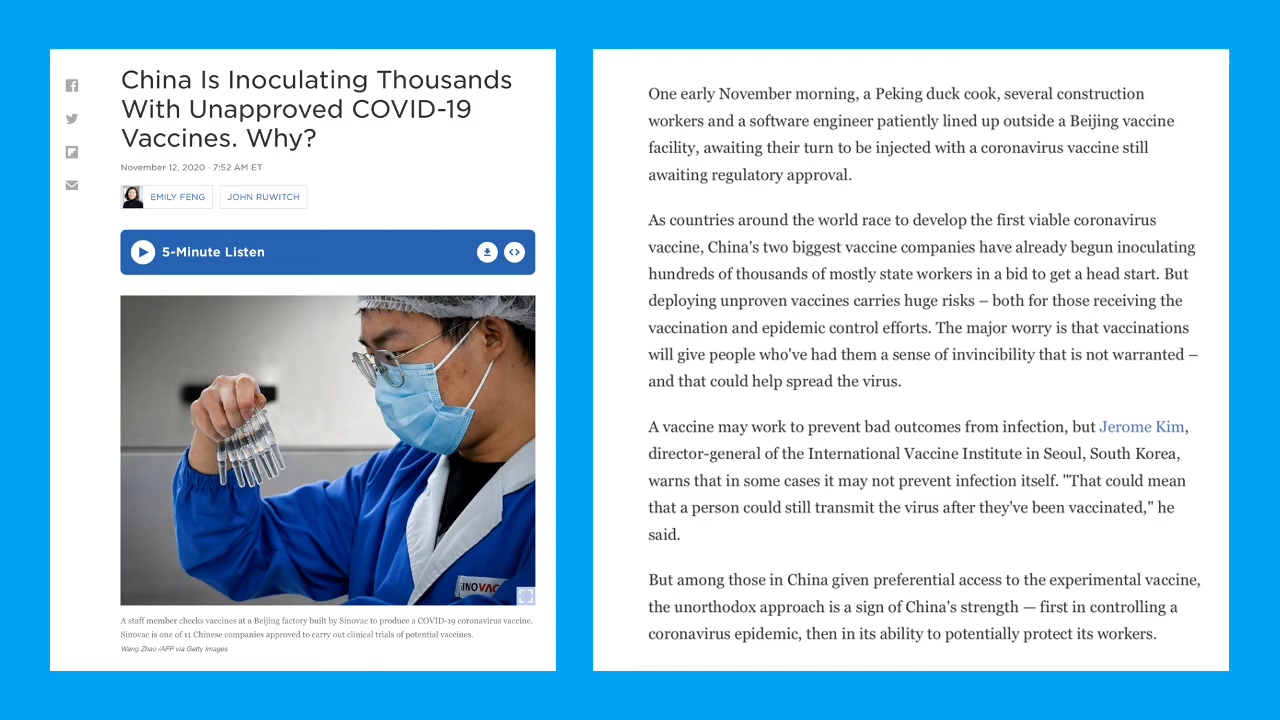 China Is Inoculating Thousands
With Unapproved COVID-19
Vaccines. Why?
November 12, 2020 · 7:52 AM ET
EMILY FENG
JOHN RUWITCH
5-Minute Listen
SINOVAC
A staff member checks vaccines at a Beijing factory built by Sinovac to produce a COVID-19 coronavirus vaccine.
Sinovac is one of 11 Chinese companies approved to carry out clinical trials of potential vaccines.
Wang Zhao /AFP via Getty Images
One early November morning, a Peking duck cook, several construction
workers and a software engineer patiently lined up outside a Beijing vaccine
facility, awaiting their turn to be injected with a coronavirus vaccine still
awaiting regulatory approval.
As countries around the world race to develop the first viable coronavirus
vaccine, China's two biggest vaccine companies have already begun inoculating
hundreds of thousands of mostly state workers in a bid to get a head start. But
deploying unproven vaccines carries huge risks – both for those receiving the
vaccination and epidemic control efforts. The major worry is that vaccinations
will give people who've had them a sense of invincibility that is not warranted –
and that could help spread the virus.
A vaccine may work to prevent bad outcomes from infection, but Jerome Kim,
director-general of the International Vaccine Institute in Seoul, South Korea,
warns that in some cases it may not prevent infection itself. "That could mean
that a person could still transmit the virus after they've been vaccinated," he
said.
But among those in China given preferential access to the experimental vaccine,
the unorthodox approach is a sign of China's strength — first in controlling a
coronavirus epidemic, then in its ability to potentially protect its workers.